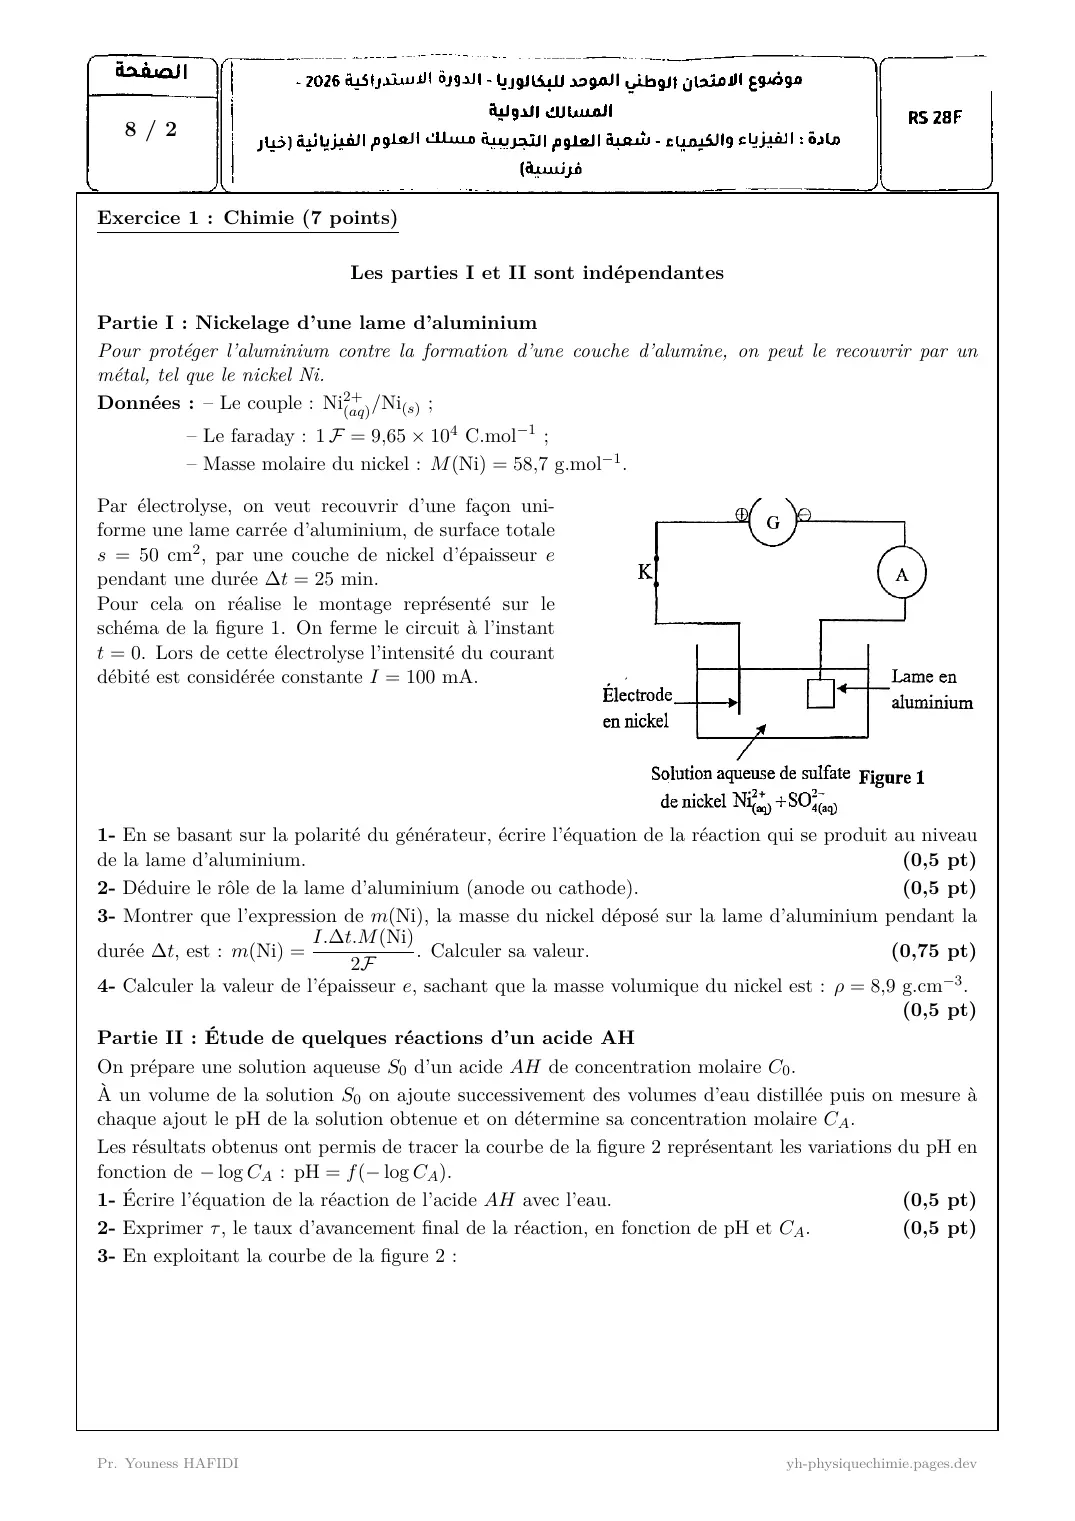 الصفحة
8 / 2
موضوع الامتحان الوطني الموحد للبكالوريا - الدورة الاستدراكية 2026 -
المسالك الدولية
مادة : الفيزياء والكيمياء - شعبة العلوم التجريبية مسلك العلوم الفيزيائية (خيار
فرنسية)
RS 28F
Exercice 1 : Chimie (7 points)
Les parties I et II sont indépendantes
Partie I : Nickelage d'une lame d'aluminium
Pour protéger l'aluminium contre la formation d'une couche d'alumine, on peut le recouvrir par un
métal, tel que le nickel Ni.
Données : – Le couple : Ni²⁺(aq)/Ni(s) ;
– Le faraday : 1 ℱ = 9,65 × 10⁴ C.mol⁻¹ ;
– Masse molaire du nickel : M(Ni) = 58,7 g.mol⁻¹.
Par électrolyse, on veut recouvrir d'une façon uni-
forme une lame carrée d'aluminium, de surface totale
s = 50 cm², par une couche de nickel d'épaisseur e
pendant une durée Δt = 25 min.
Pour cela on réalise le montage représenté sur le
schéma de la figure 1. On ferme le circuit à l'instant
t = 0. Lors de cette électrolyse l'intensité du courant
débité est considérée constante I = 100 mA.
⊕ G ⊖
K
A
Électrode
en nickel
Lame en
aluminium
Solution aqueuse de sulfate
de nickel Ni²⁺(aq) + SO₄²⁻(aq)
Figure 1
1- En se basant sur la polarité du générateur, écrire l'équation de la réaction qui se produit au niveau
de la lame d'aluminium. (0,5 pt)
2- Déduire le rôle de la lame d'aluminium (anode ou cathode). (0,5 pt)
3- Montrer que l'expression de m(Ni), la masse du nickel déposé sur la lame d'aluminium pendant la
durée Δt, est : m(Ni) = I.Δt.M(Ni) / 2ℱ. Calculer sa valeur. (0,75 pt)
4- Calculer la valeur de l'épaisseur e, sachant que la masse volumique du nickel est : ρ = 8,9 g.cm⁻³.
(0,5 pt)
Partie II : Étude de quelques réactions d'un acide AH
On prépare une solution aqueuse S₀ d'un acide AH de concentration molaire C₀.
À un volume de la solution S₀ on ajoute successivement des volumes d'eau distillée puis on mesure à
chaque ajout le pH de la solution obtenue et on détermine sa concentration molaire C_A.
Les résultats obtenus ont permis de tracer la courbe de la figure 2 représentant les variations du pH en
fonction de − log C_A : pH = f(− log C_A).
1- Écrire l'équation de la réaction de l'acide AH avec l'eau. (0,5 pt)
2- Exprimer τ, le taux d'avancement final de la réaction, en fonction de pH et C_A. (0,5 pt)
3- En exploitant la courbe de la figure 2 :
Pr. Youness HAFIDI
yh-physiquechimie.pages.dev